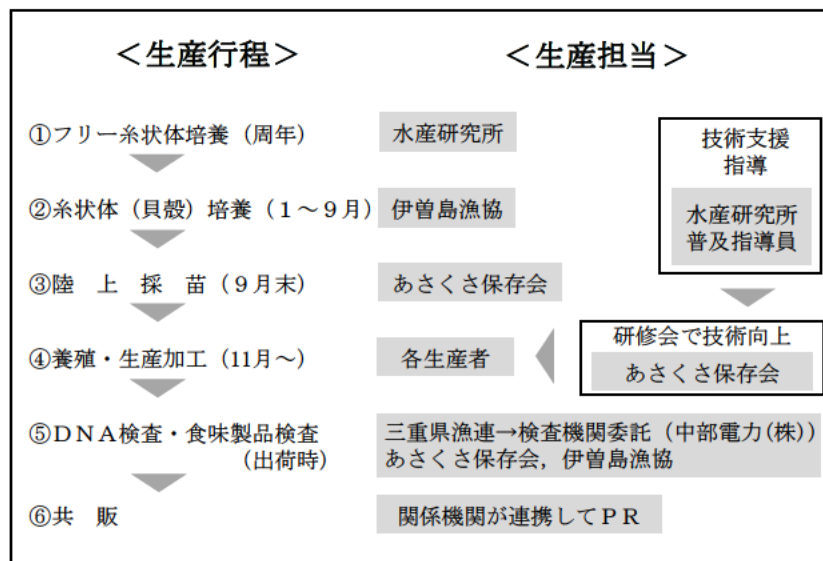 ＜生産行程＞
＜生産担当＞
①フリー糸状体培養（周年）
水産研究所
②糸状体（貝殻）培養（１～９月）
伊曽島漁協
③陸　上　採　苗（９月末）
あさくさ保存会
④養殖・生産加工（11月～）
各生産者
⑤ＤＮＡ検査・食味製品検査
（出荷時）
三重県漁連→検査機関委託（中部電力(株)）
あさくさ保存会，伊曽島漁協
⑥共　販
関係機関が連携してＰＲ
技術支援
指導
水産研究所
普及指導員
研修会で技術向上
あさくさ保存会